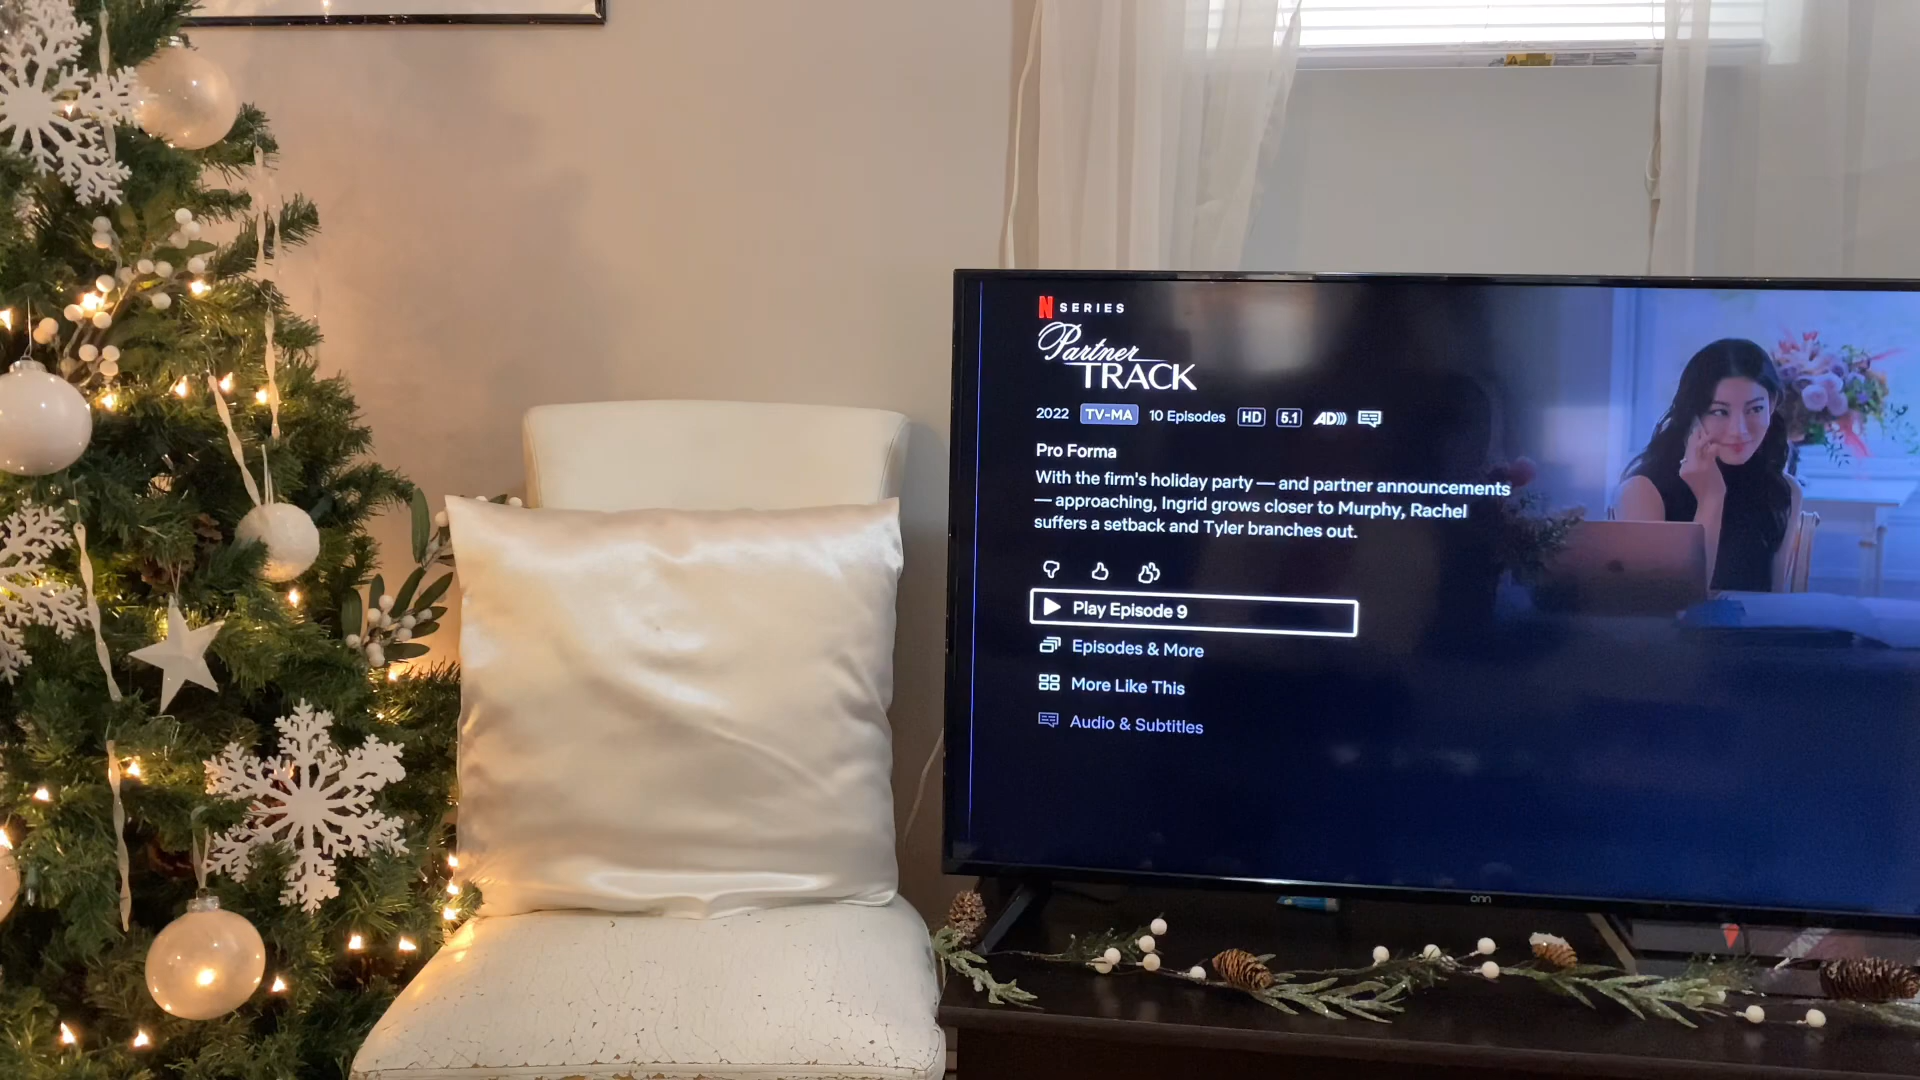 N SERIES
Partner
TRACK
2022 TV-MA 10 Episodes HD 5.1 AD
Pro Forma
With the firm's holiday party — and partner announcements
— approaching, Ingrid grows closer to Murphy, Rachel
suffers a setback and Tyler branches out.
Play Episode 9
Episodes & More
More Like This
Audio & Subtitles
onn